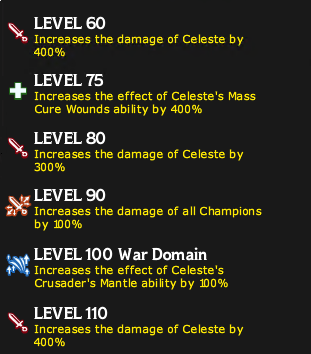 LEVEL 60
Increases the damage of Celeste by
400%
LEVEL 75
Increases the effect of Celeste's Mass
Cure Wounds ability by 400%
LEVEL 80
Increases the damage of Celeste by
300%
LEVEL 90
Increases the damage of all Champions
by 100%
LEVEL 100 War Domain
Increases the effect of Celeste's
Crusader's Mantle ability by 100%
LEVEL 110
Increases the damage of Celeste by
400%